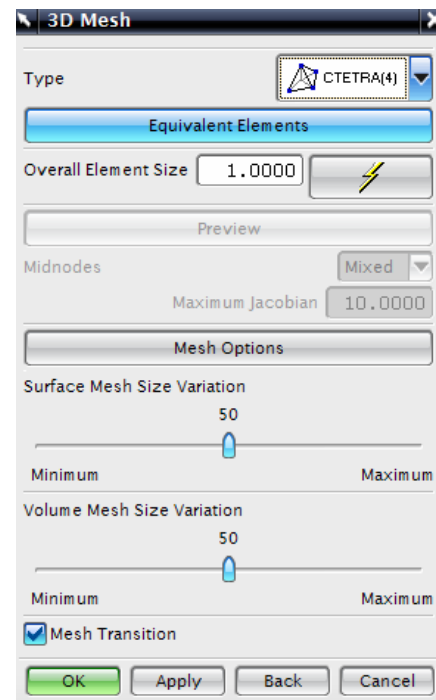 3D Mesh
Type CTETRA(4)
Equivalent Elements
Overall Element Size 1.0000
Preview
Midnodes Mixed
Maximum Jacobian 10.0000
Mesh Options
Surface Mesh Size Variation
50
Minimum Maximum
Volume Mesh Size Variation
50
Minimum Maximum
Mesh Transition
OK Apply Back Cancel